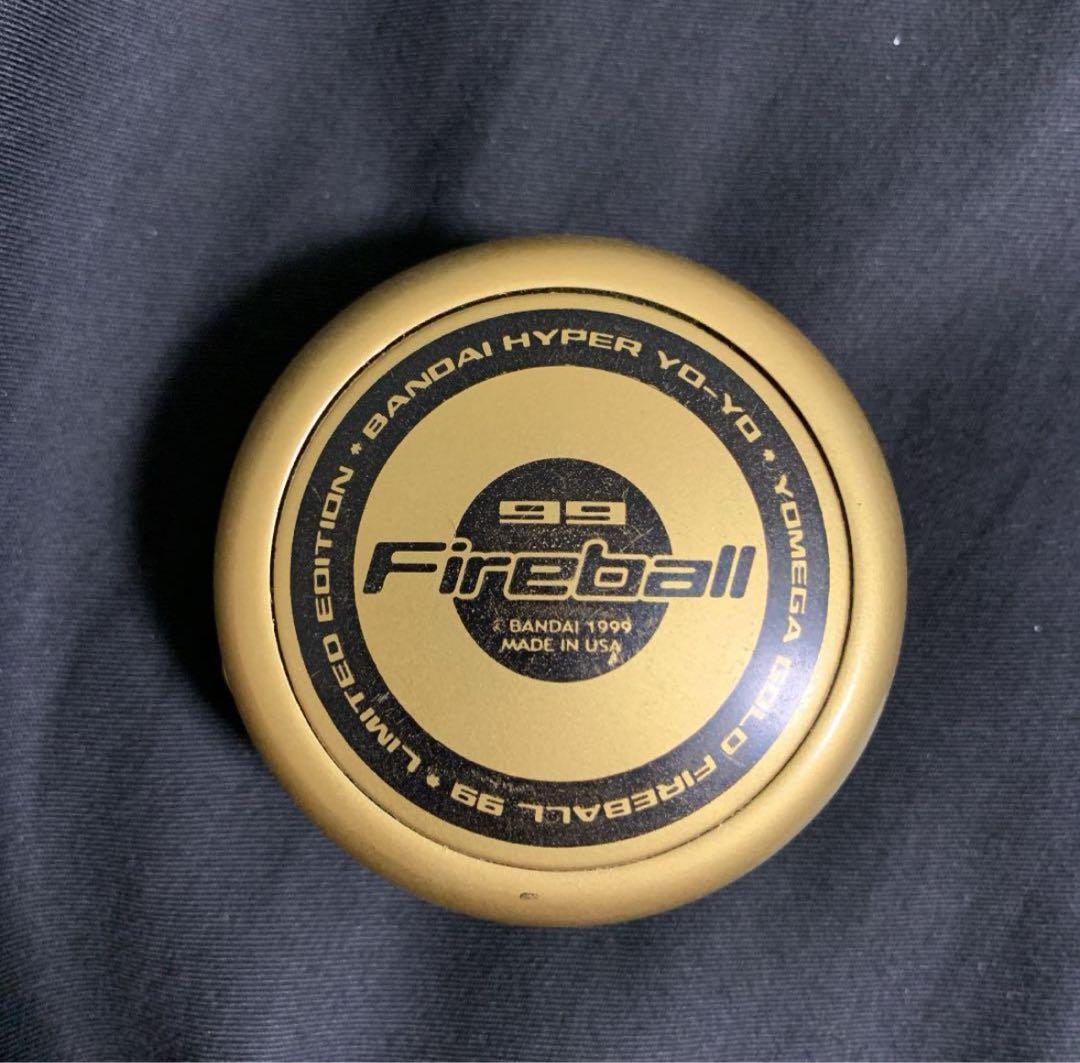 * BANDAI HYPER YO-YO * YOMEGA GOLD FIREBALL 99 * LIMITED EDITION
99
Fireball
© BANDAI 1999
MADE IN USA